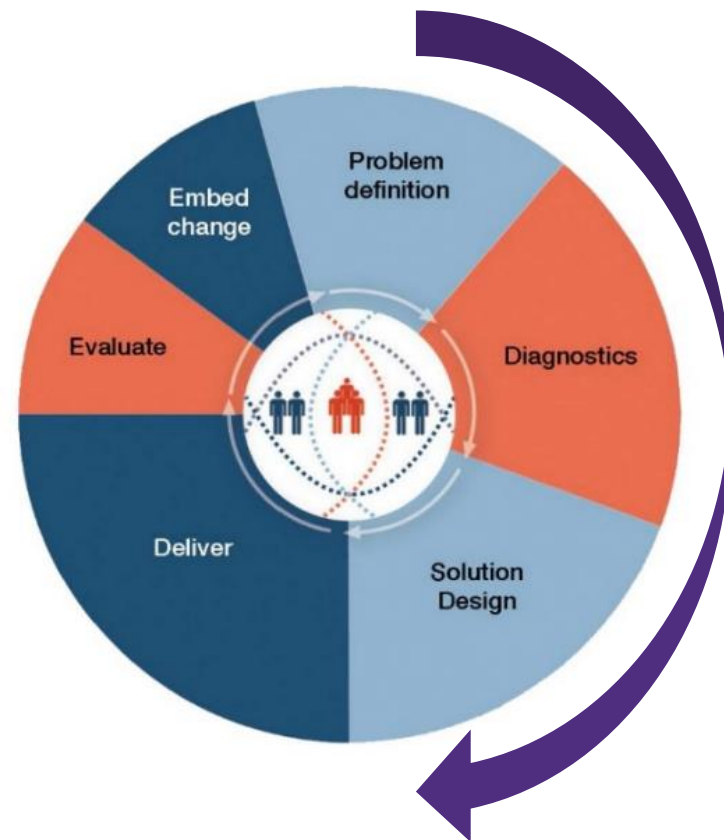 Problem
definition
Diagnostics
Solution
Design
Deliver
Evaluate
Embed
change